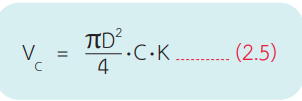 V_C = πD²/4 ·C·K ............ (2.5)